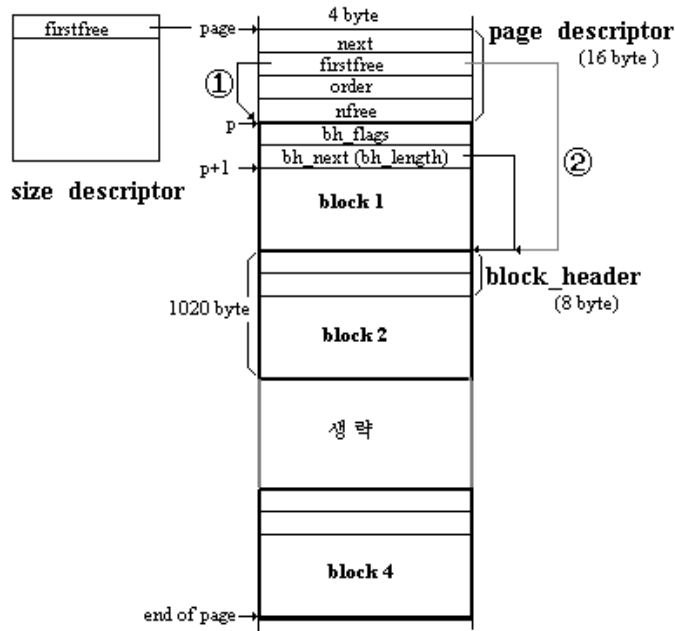 4 byte
firstfree
page
next
page descriptor
(16 byte )
firstfree
①
order
nfree
p
bh_flags
bh_next (bh_length)
②
p+1
size descriptor
block 1
block_header
(8 byte)
1020 byte
block 2
생 략
block 4
end of page